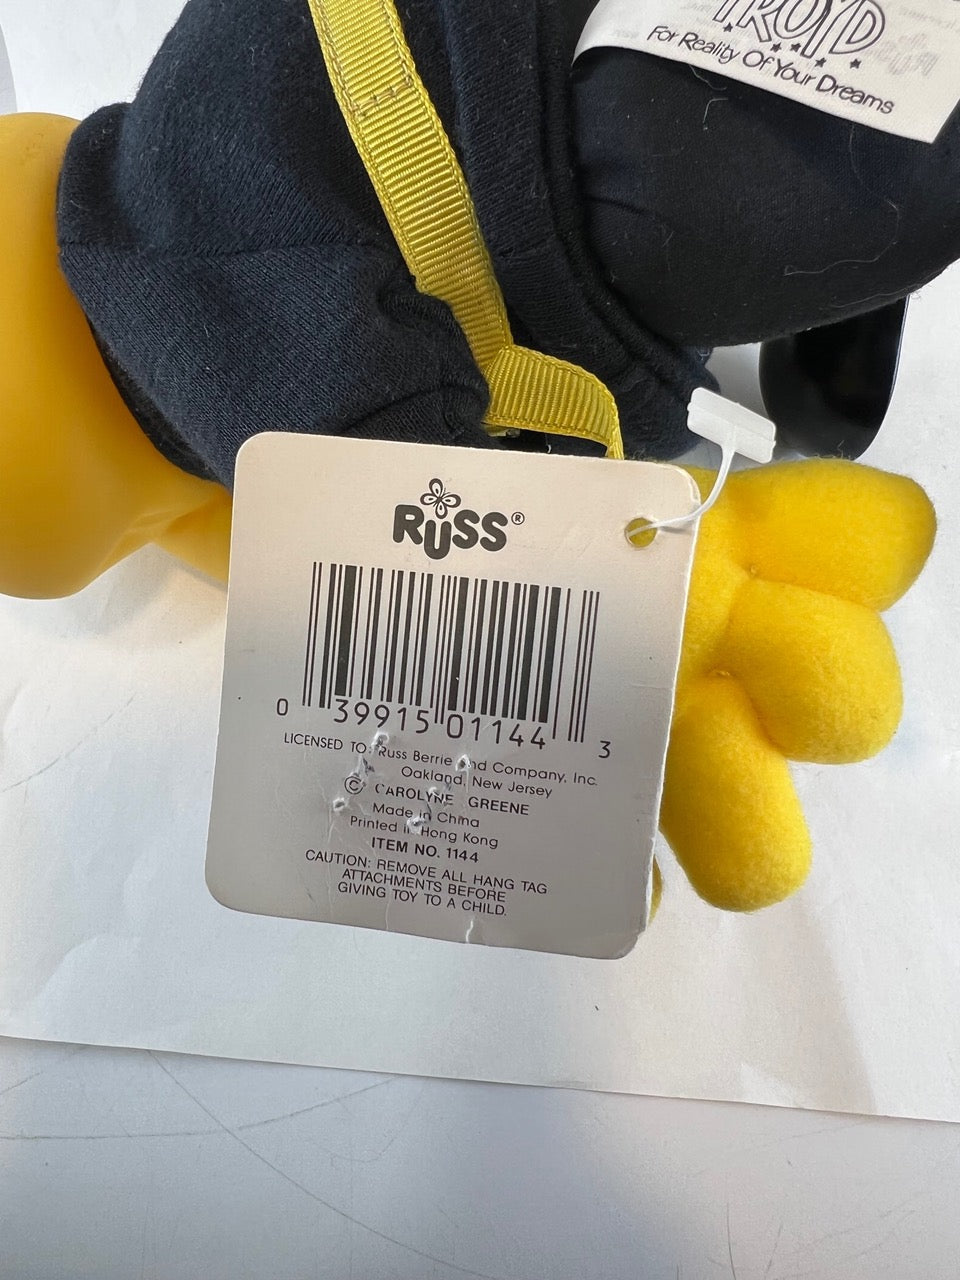 TROYD
For Reality Of Your Dreams
RUSS®
0 39915 01144 3
LICENSED TO: Russ Berrie and Company, Inc.
Oakland, New Jersey
© CAROLYNE GREENE
Made in China
Printed in Hong Kong
ITEM NO. 1144
CAUTION: REMOVE ALL HANG TAG
ATTACHMENTS BEFORE
GIVING TOY TO A CHILD.